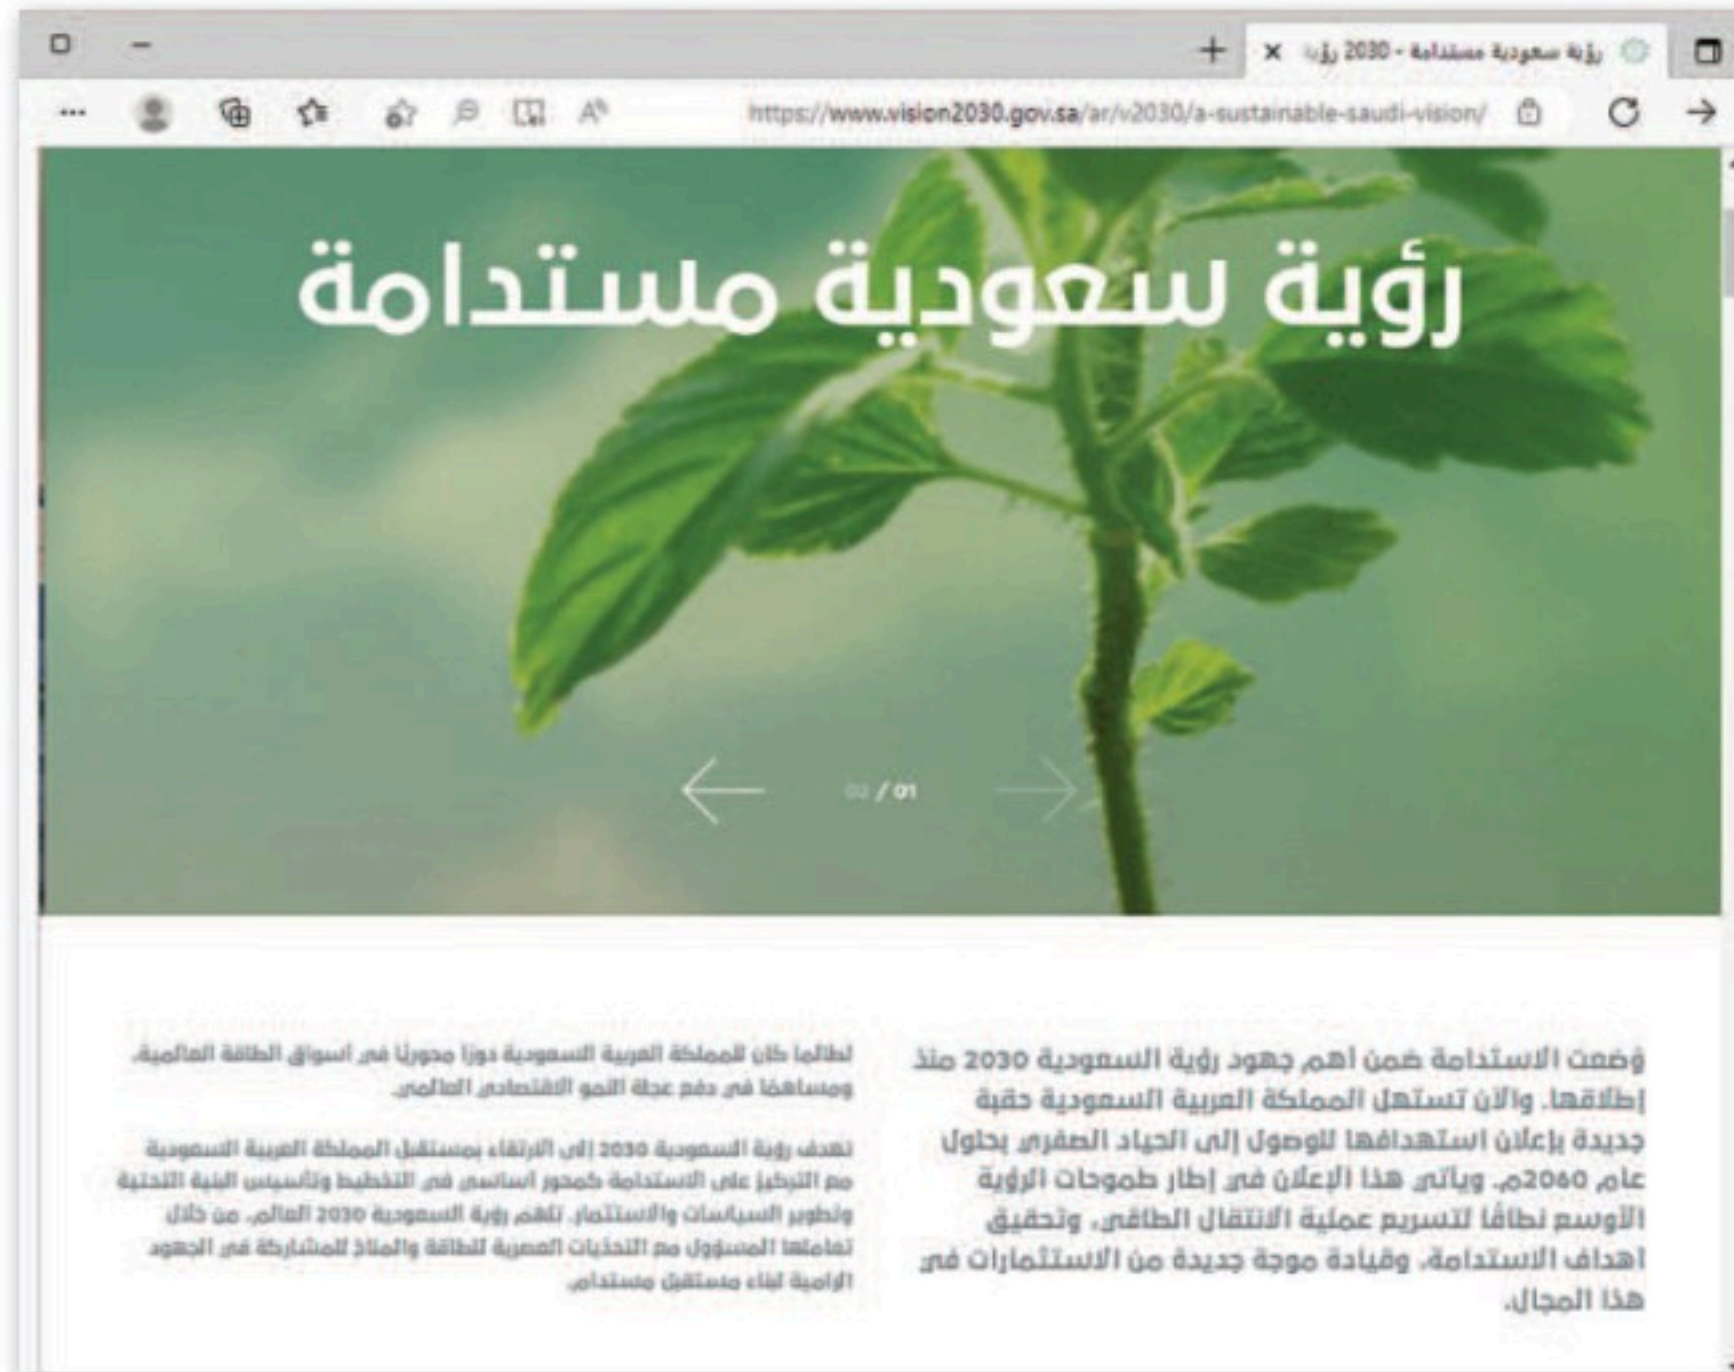 رؤية سعودية مستدامة - 2030 رؤية
https://www.vision2030.gov.sa/ar/v2030/a-sustainable-saudi-vision/
رؤية سعودية مستدامة
01 / 02
وُضعت الاستدامة ضمن أهم جهود رؤية السعودية 2030 منذ
إطلاقها. والآن تستهل المملكة العربية السعودية حقبة
جديدة بإعلان استهدافها للوصول إلى الحياد الصفري بحلول
عام 2060م. ويأتي هذا الإعلان في إطار طموحات الرؤية
الأوسع نطاقًا لتسريع عملية الانتقال الطاقي، وتحقيق
أهداف الاستدامة، وقيادة موجة جديدة من الاستثمارات في
هذا المجال.
لطالما كان للمملكة العربية السعودية دورًا محوريًا في أسواق الطاقة العالمية،
ومساهمًا في دفع عجلة النمو الاقتصادي العالمي.
تهدف رؤية السعودية 2030 إلى الارتقاء بمستقبل المملكة العربية السعودية
مع التركيز على الاستدامة كمحور أساسي في التخطيط وتأسيس البنية التحتية
وتطوير السياسات والاستثمار. تلهم رؤية السعودية 2030 العالم، من خلال
تعاملها المسؤول مع التحديات العصرية للطاقة والمناخ للمشاركة في الجهود
الرامية لبناء مستقبل مستدام.